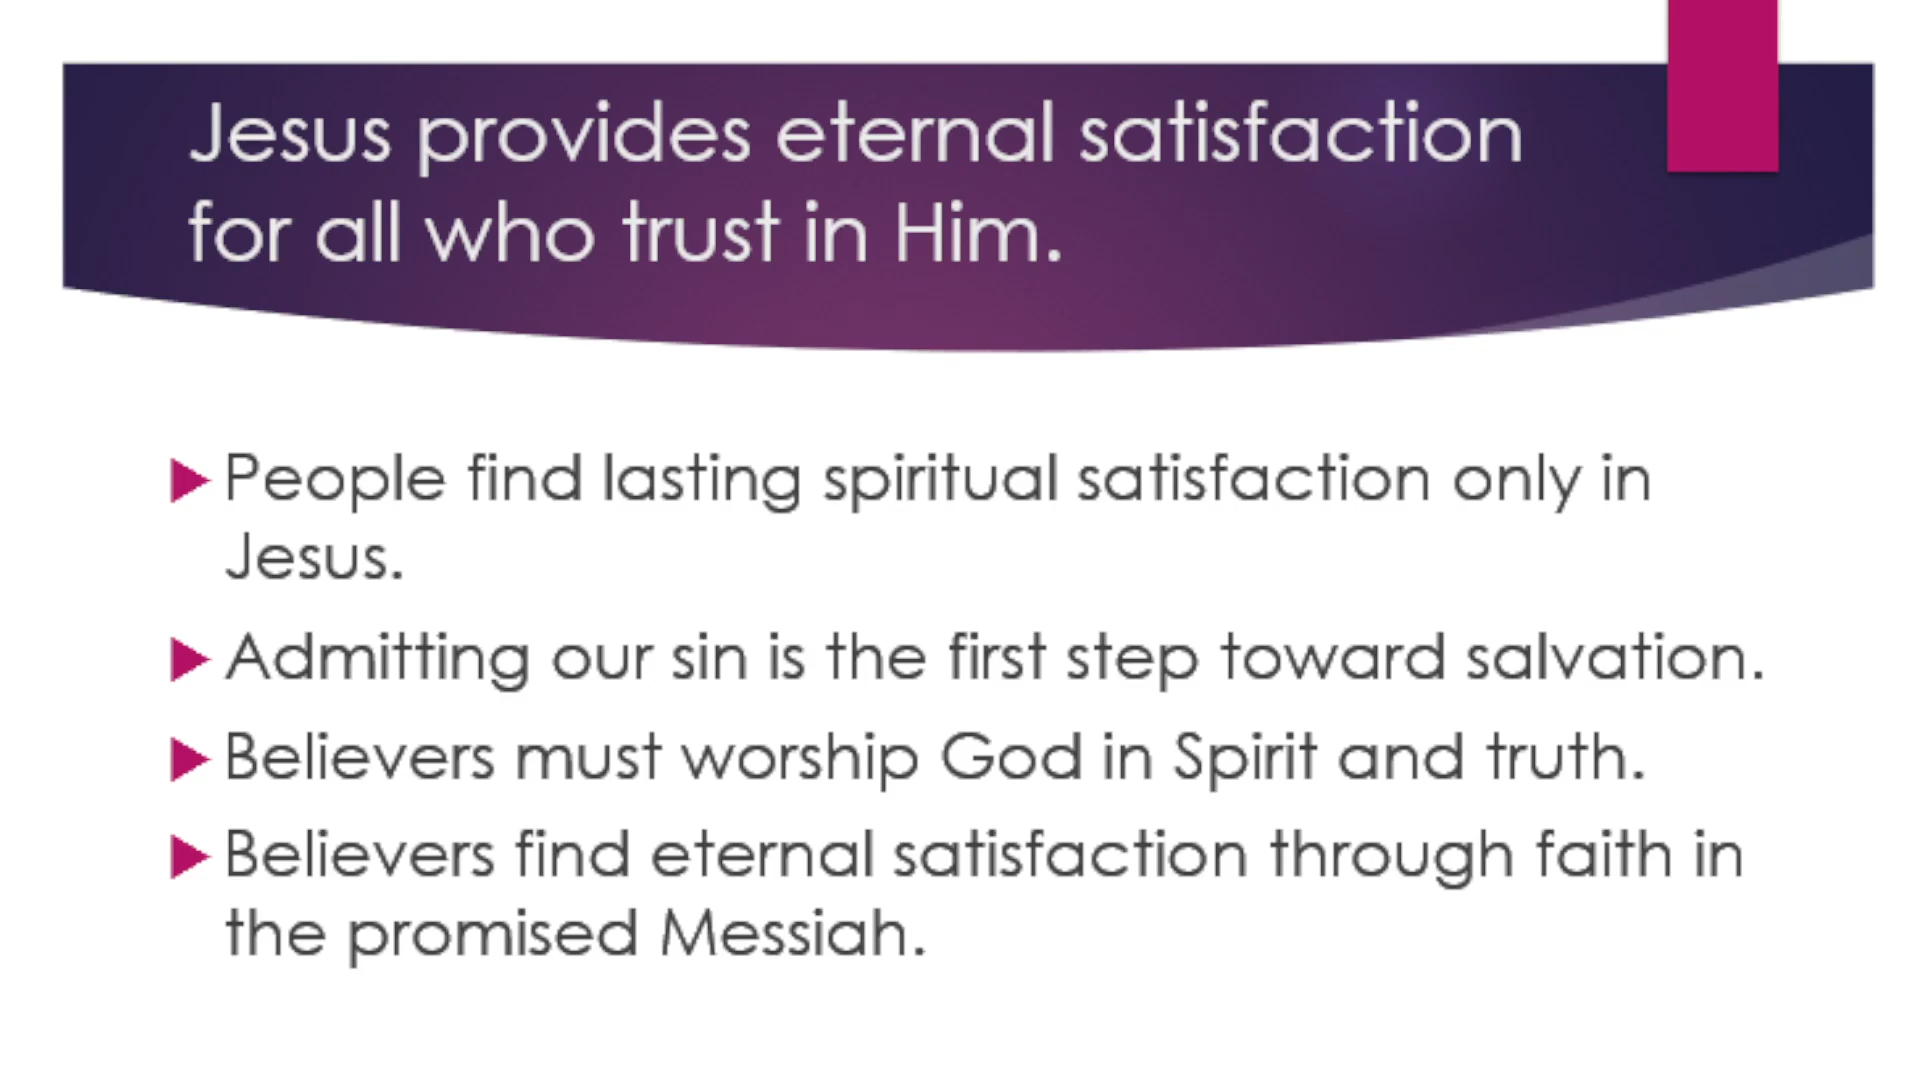 Jesus provides eternal satisfaction
for all who trust in Him.
People find lasting spiritual satisfaction only in
Jesus.
Admitting our sin is the first step toward salvation.
Believers must worship God in Spirit and truth.
Believers find eternal satisfaction through faith in
the promised Messiah.